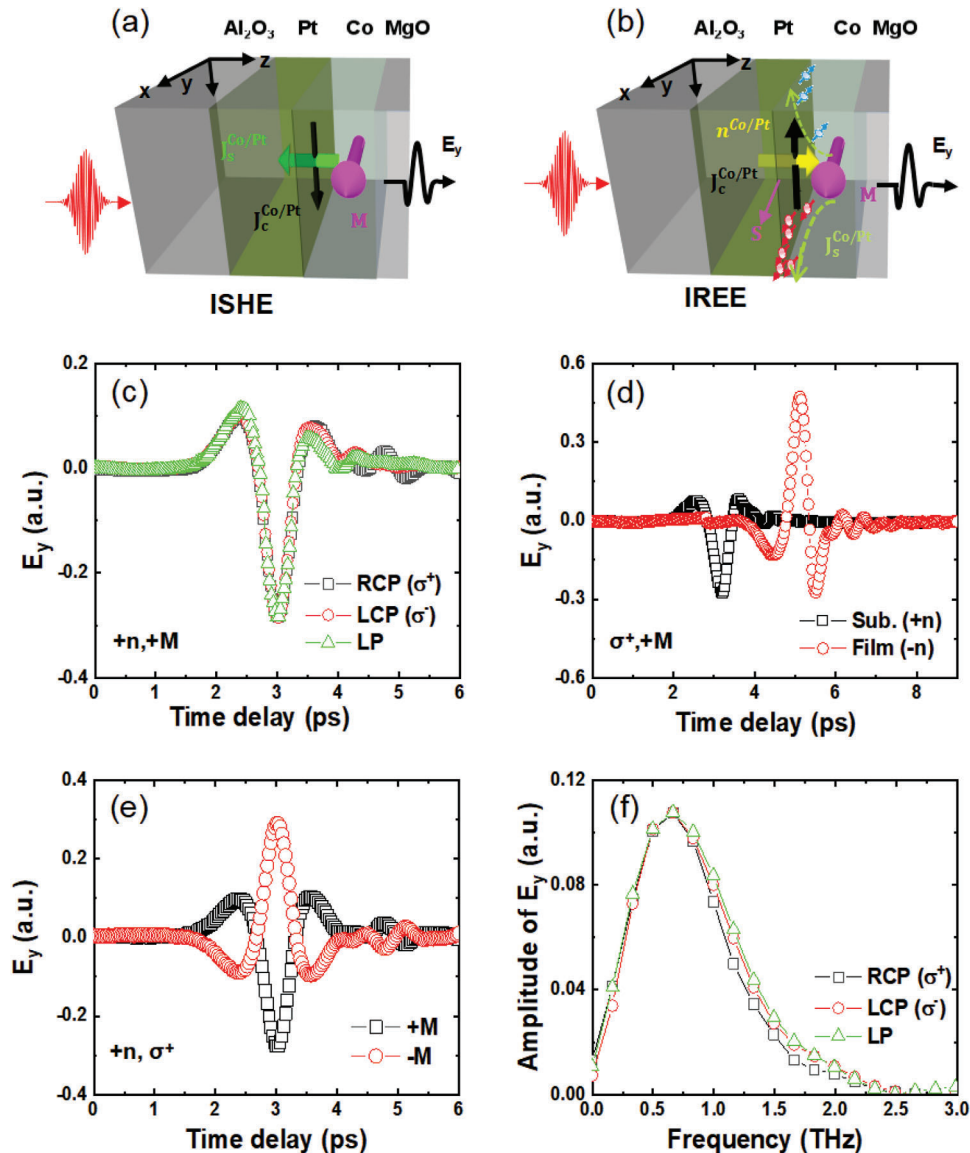 (a) Al₂O₃ Pt Co MgO
z
x y
J_s^Co/Pt
E_y
J_c^Co/Pt
M
ISHE
(b) Al₂O₃ Pt Co MgO
z
x y
n^Co/Pt
E_y
J_c^Co/Pt
M
S
J_s^Co/Pt
IREE
(c)
E_y (a.u.)
0.2
0.0
-0.2
-0.4
RCP (σ⁺)
LCP (σ⁻)
LP
+n,+M
0 1 2 3 4 5 6
Time delay (ps)
(d)
E_y (a.u.)
0.6
0.3
0.0
-0.3
-0.6
Sub. (+n)
Film (-n)
σ⁺,+M
0 2 4 6 8
Time delay (ps)
(e)
E_y (a.u.)
0.4
0.2
0.0
-0.2
-0.4
+M
-M
+n, σ⁺
0 1 2 3 4 5 6
Time delay (ps)
(f)
Amplitude of E_y (a.u.)
0.12
0.08
0.04
0.00
RCP (σ⁺)
LCP (σ⁻)
LP
0.0 0.5 1.0 1.5 2.0 2.5 3.0
Frequency (THz)